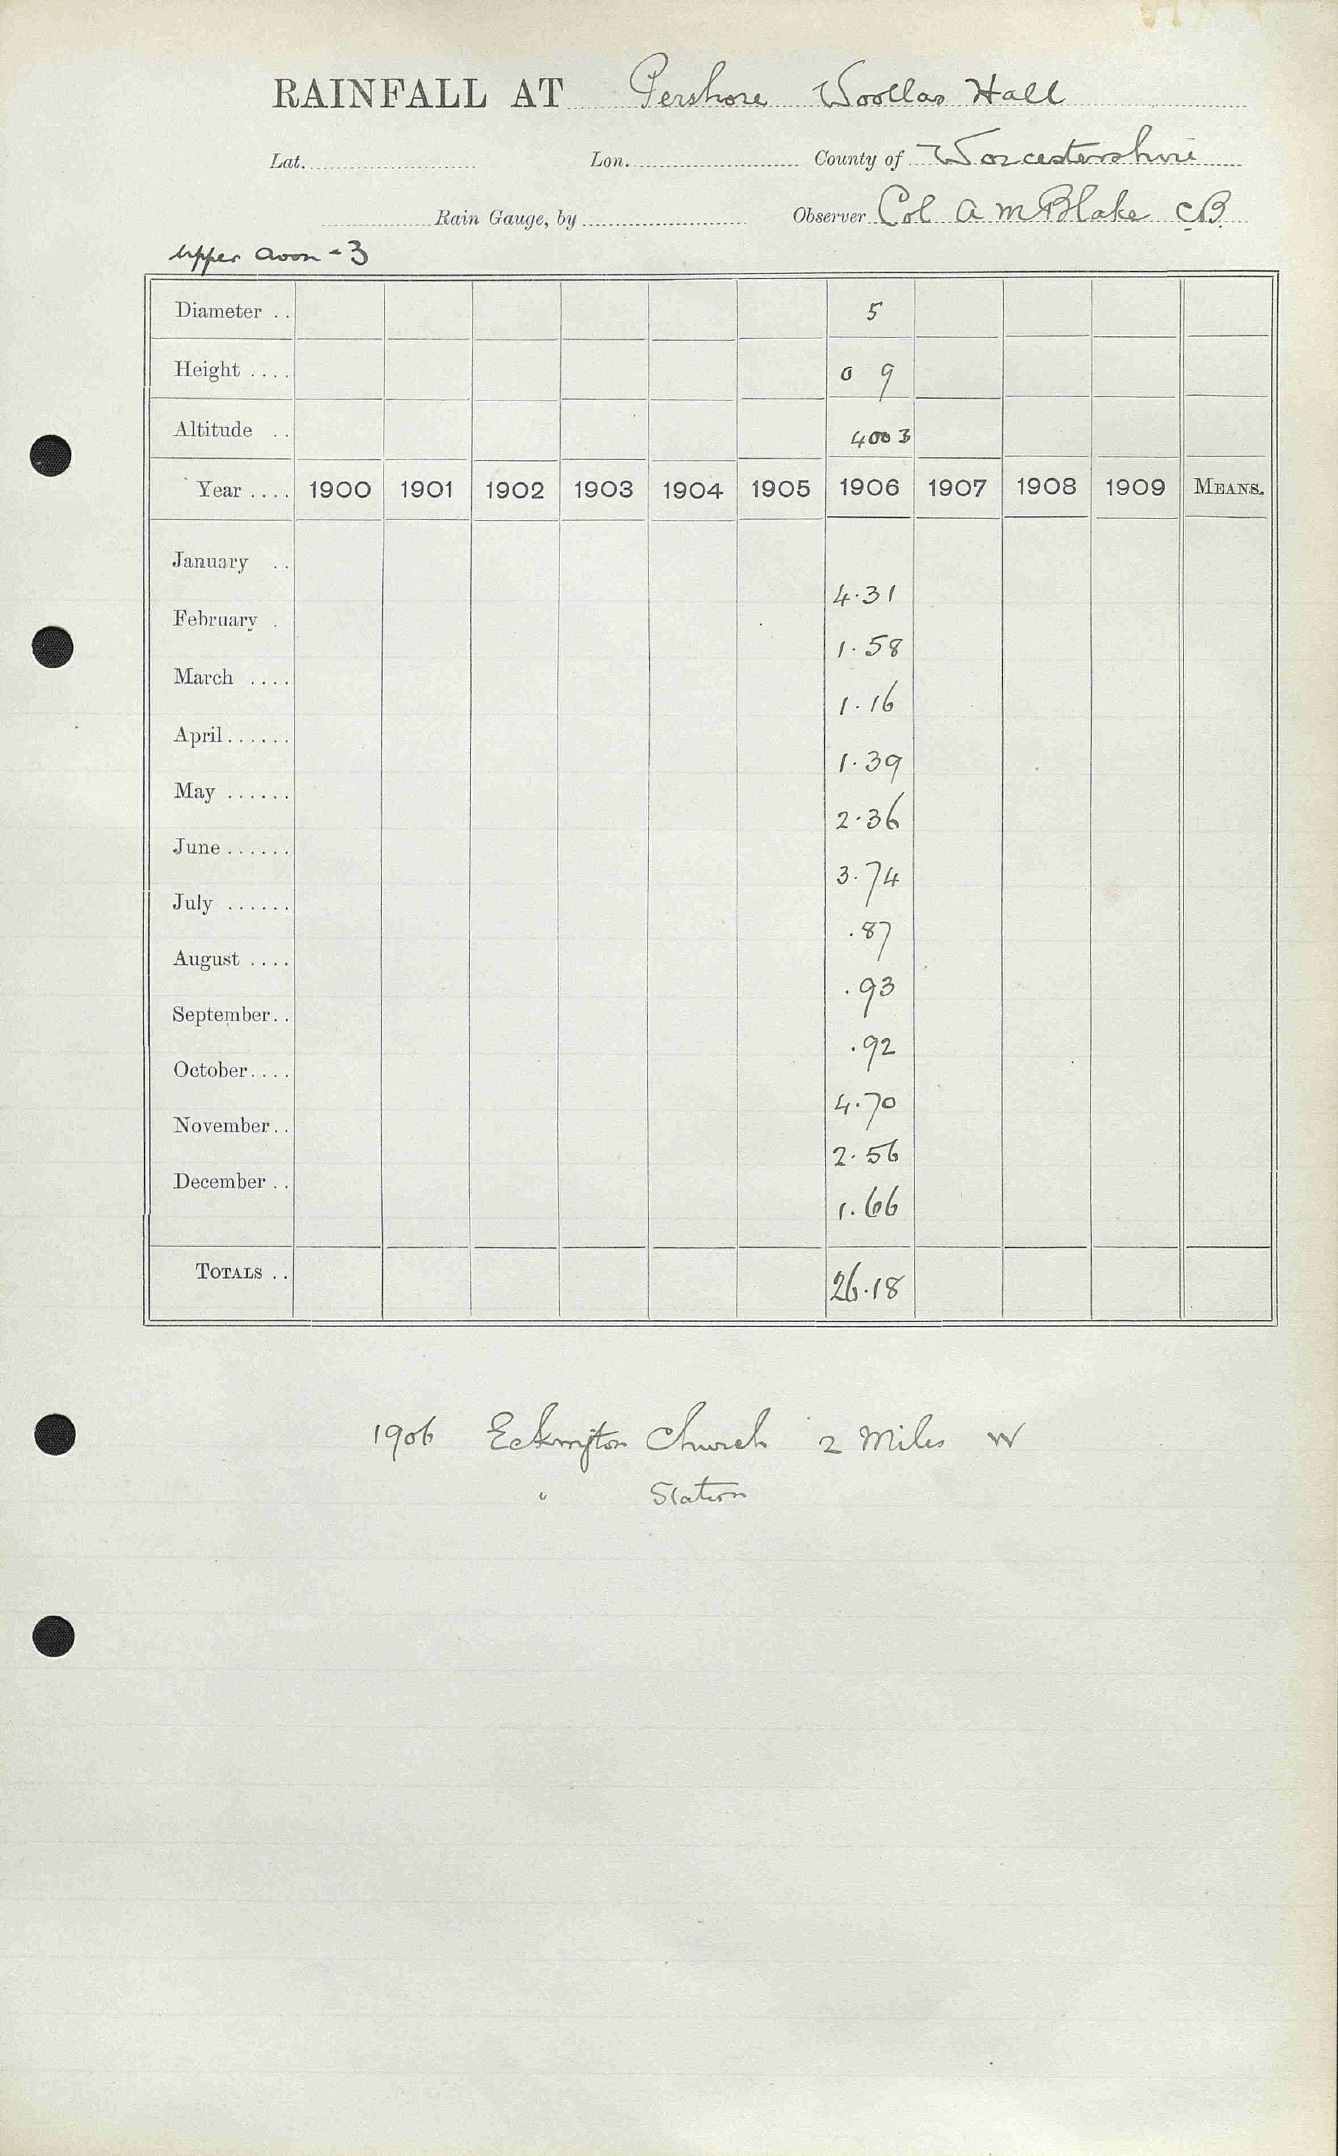 RAINFALL AT Pershore Woollas Hall
Lat. Lon. County of Worcestershire
Rain Gauge, by Observer Col A M Blake CB
Upper Avon - 3
Diameter . . 5
Height . . . . 0 9
Altitude . . 400 3
Year . . . . 1900 1901 1902 1903 1904 1905 1906 1907 1908 1909 MEANS.
January . . 4.31
February . 1.58
March . . . . 1.16
April . . . . . . 1.39
May . . . . . . 2.36
June . . . . . . 3.74
July . . . . . . .87
August . . . . .93
September . . .92
October . . . . 4.70
November . . 2.56
December . . 1.66
TOTALS . . 26.18
1906 Eckington Church 2 Miles W
" Station